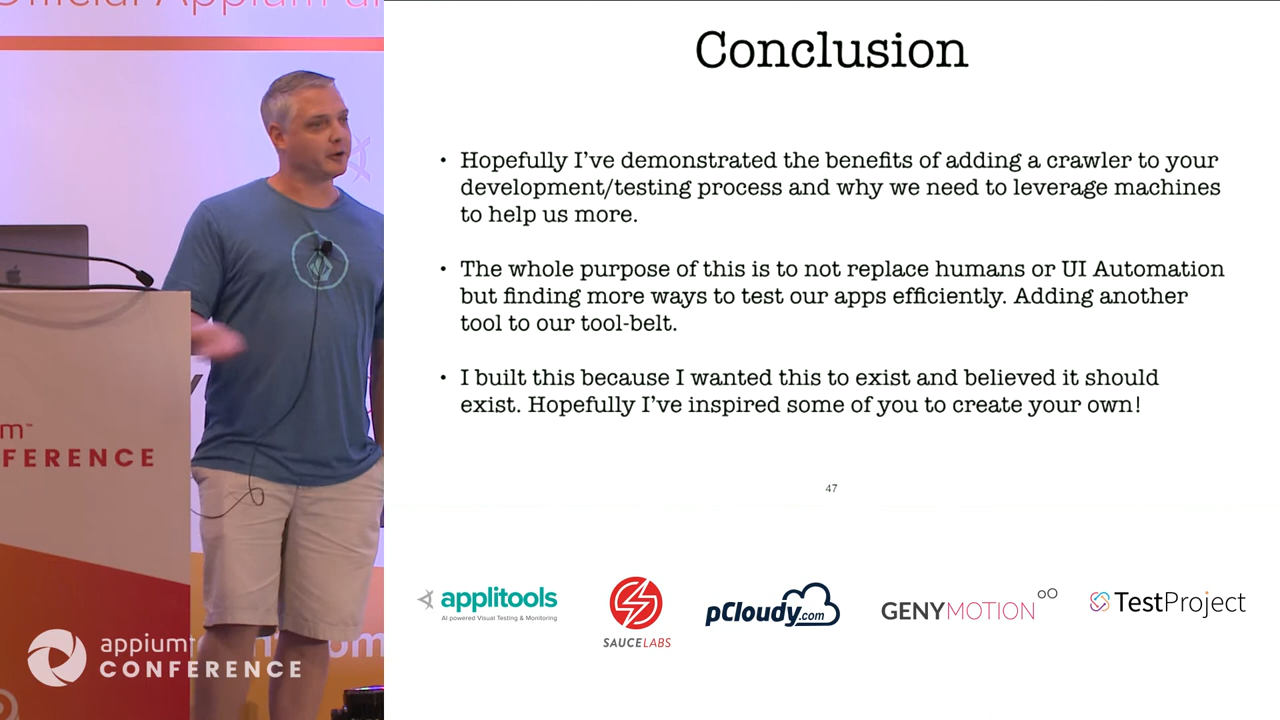 Official Appium
m™
FERENCE
appium
CONFERENCE
Conclusion
• Hopefully I’ve demonstrated the benefits of adding a crawler to your
development/testing process and why we need to leverage machines
to help us more.
• The whole purpose of this is to not replace humans or UI Automation
but finding more ways to test our apps efficiently. Adding another
tool to our tool-belt.
• I built this because I wanted this to exist and believed it should
exist. Hopefully I’ve inspired some of you to create your own!
47
applitools
AI powered Visual Testing & Monitoring
SAUCELABS
pCloudy.com
GENYMOTION
TestProject